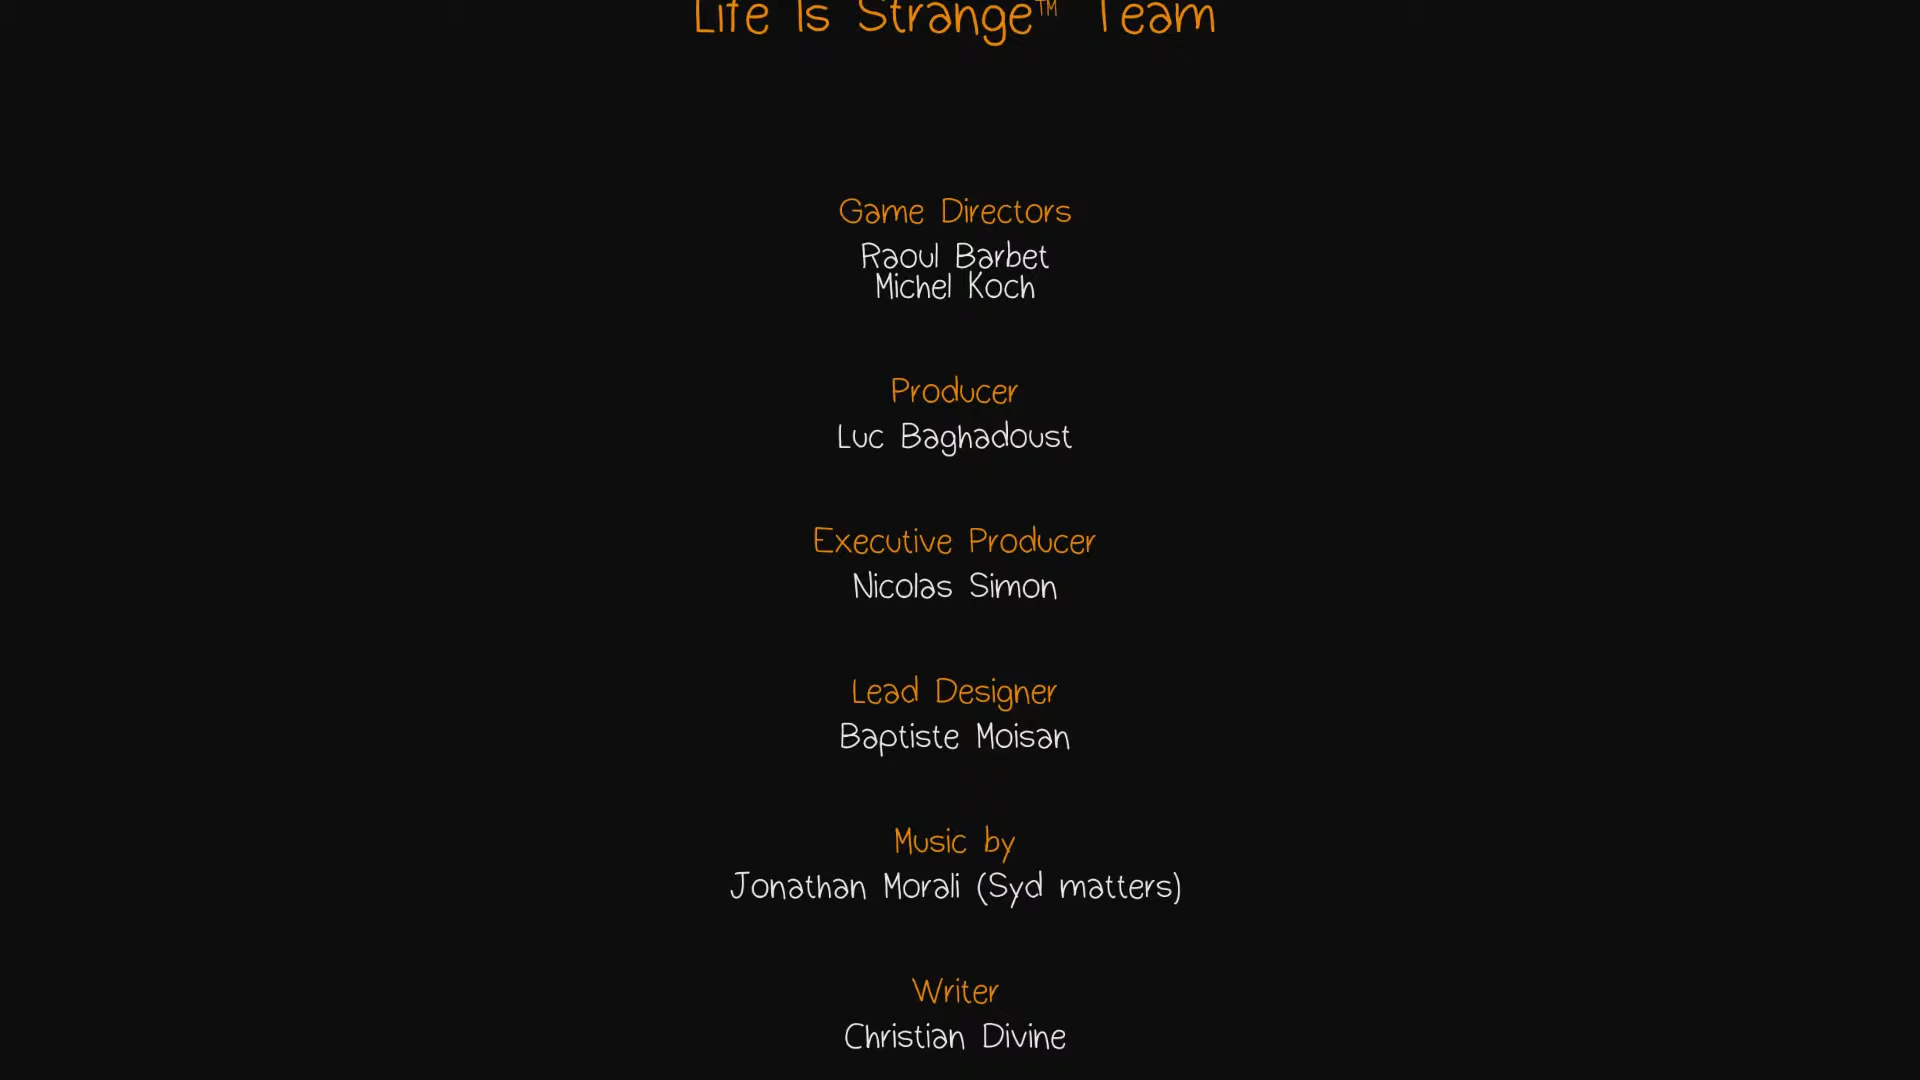 Life Is Strange™ Team
Game Directors
Raoul Barbet
Michel Koch
Producer
Luc Baghadoust
Executive Producer
Nicolas Simon
Lead Designer
Baptiste Moisan
Music by
Jonathan Morali (Syd matters)
Writer
Christian Divine